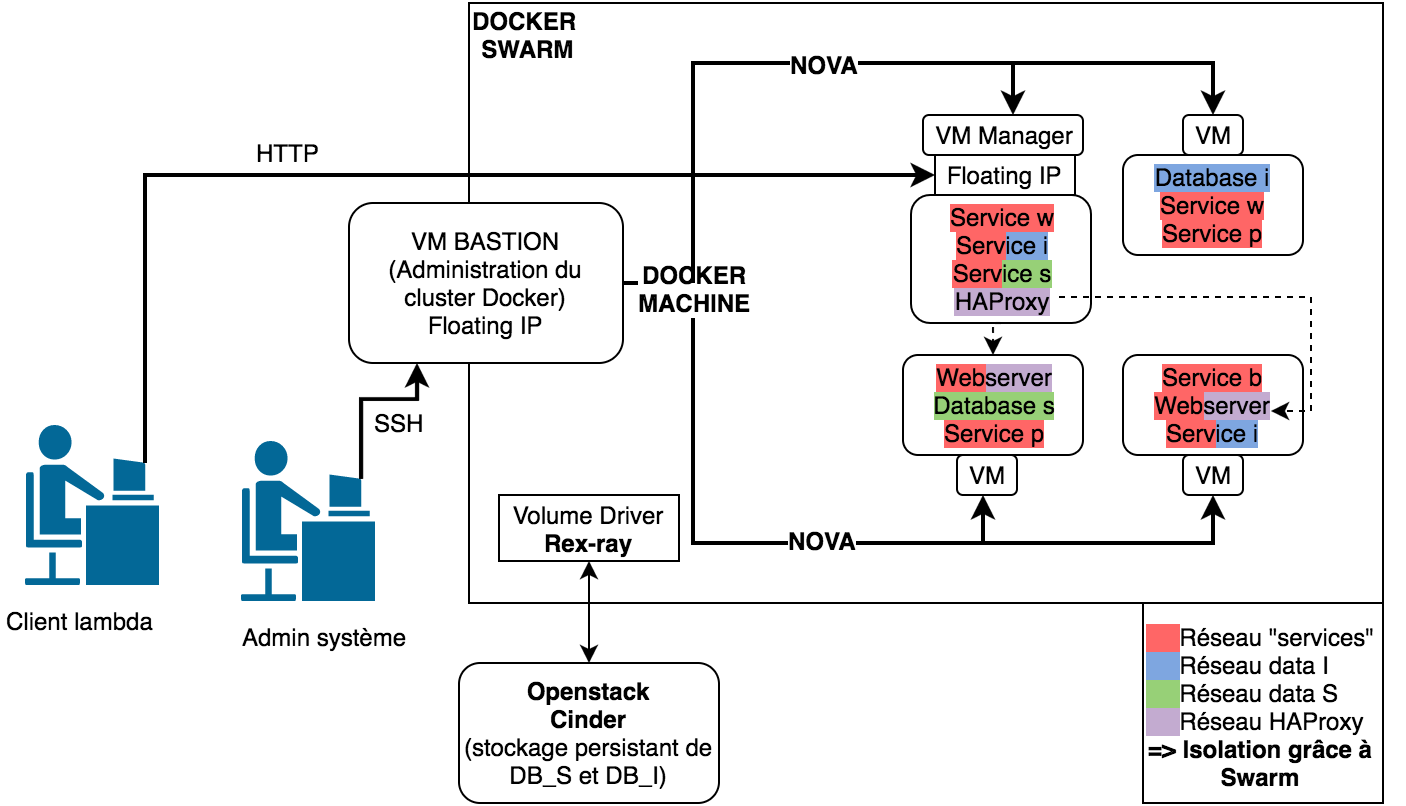 DOCKER
SWARM
NOVA
VM Manager
VM
HTTP
Floating IP
Database i
Service w
Service p
Service w
Service i
Service s
HAProxy
VM BASTION
(Administration du
cluster Docker)
Floating IP
DOCKER
MACHINE
SSH
Webserver
Database s
Service p
VM
Service b
Webserver
Service i
VM
Volume Driver
Rex-ray
NOVA
Client lambda
Admin système
Openstack
Cinder
(stockage persistant de
DB_S et DB_I)
Réseau "services"
Réseau data I
Réseau data S
Réseau HAProxy
=> Isolation grâce à
Swarm